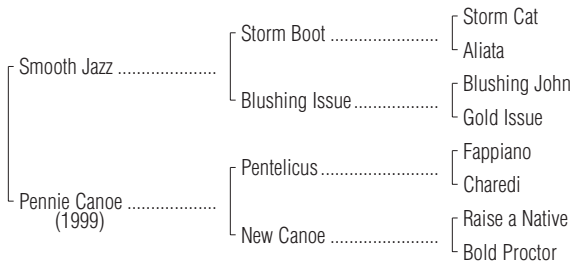 Storm Cat
Storm Boot ........................
Aliata
Smooth Jazz ......................
Blushing John
Blushing Issue ...................
Gold Issue
Fappiano
Pentelicus ..........................
Charedi
Pennie Canoe ....................
(1999)
Raise a Native
New Canoe ........................
Bold Proctor